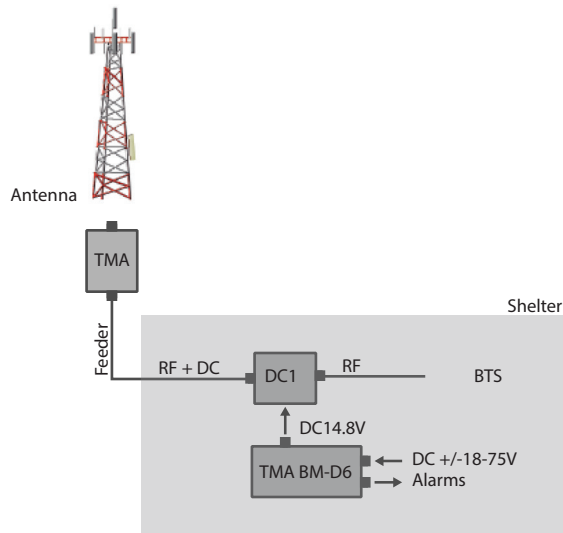 Antenna
TMA
Shelter
Feeder
RF + DC
DC1
RF
BTS
DC14.8V
TMA BM-D6
DC +/-18-75V
Alarms